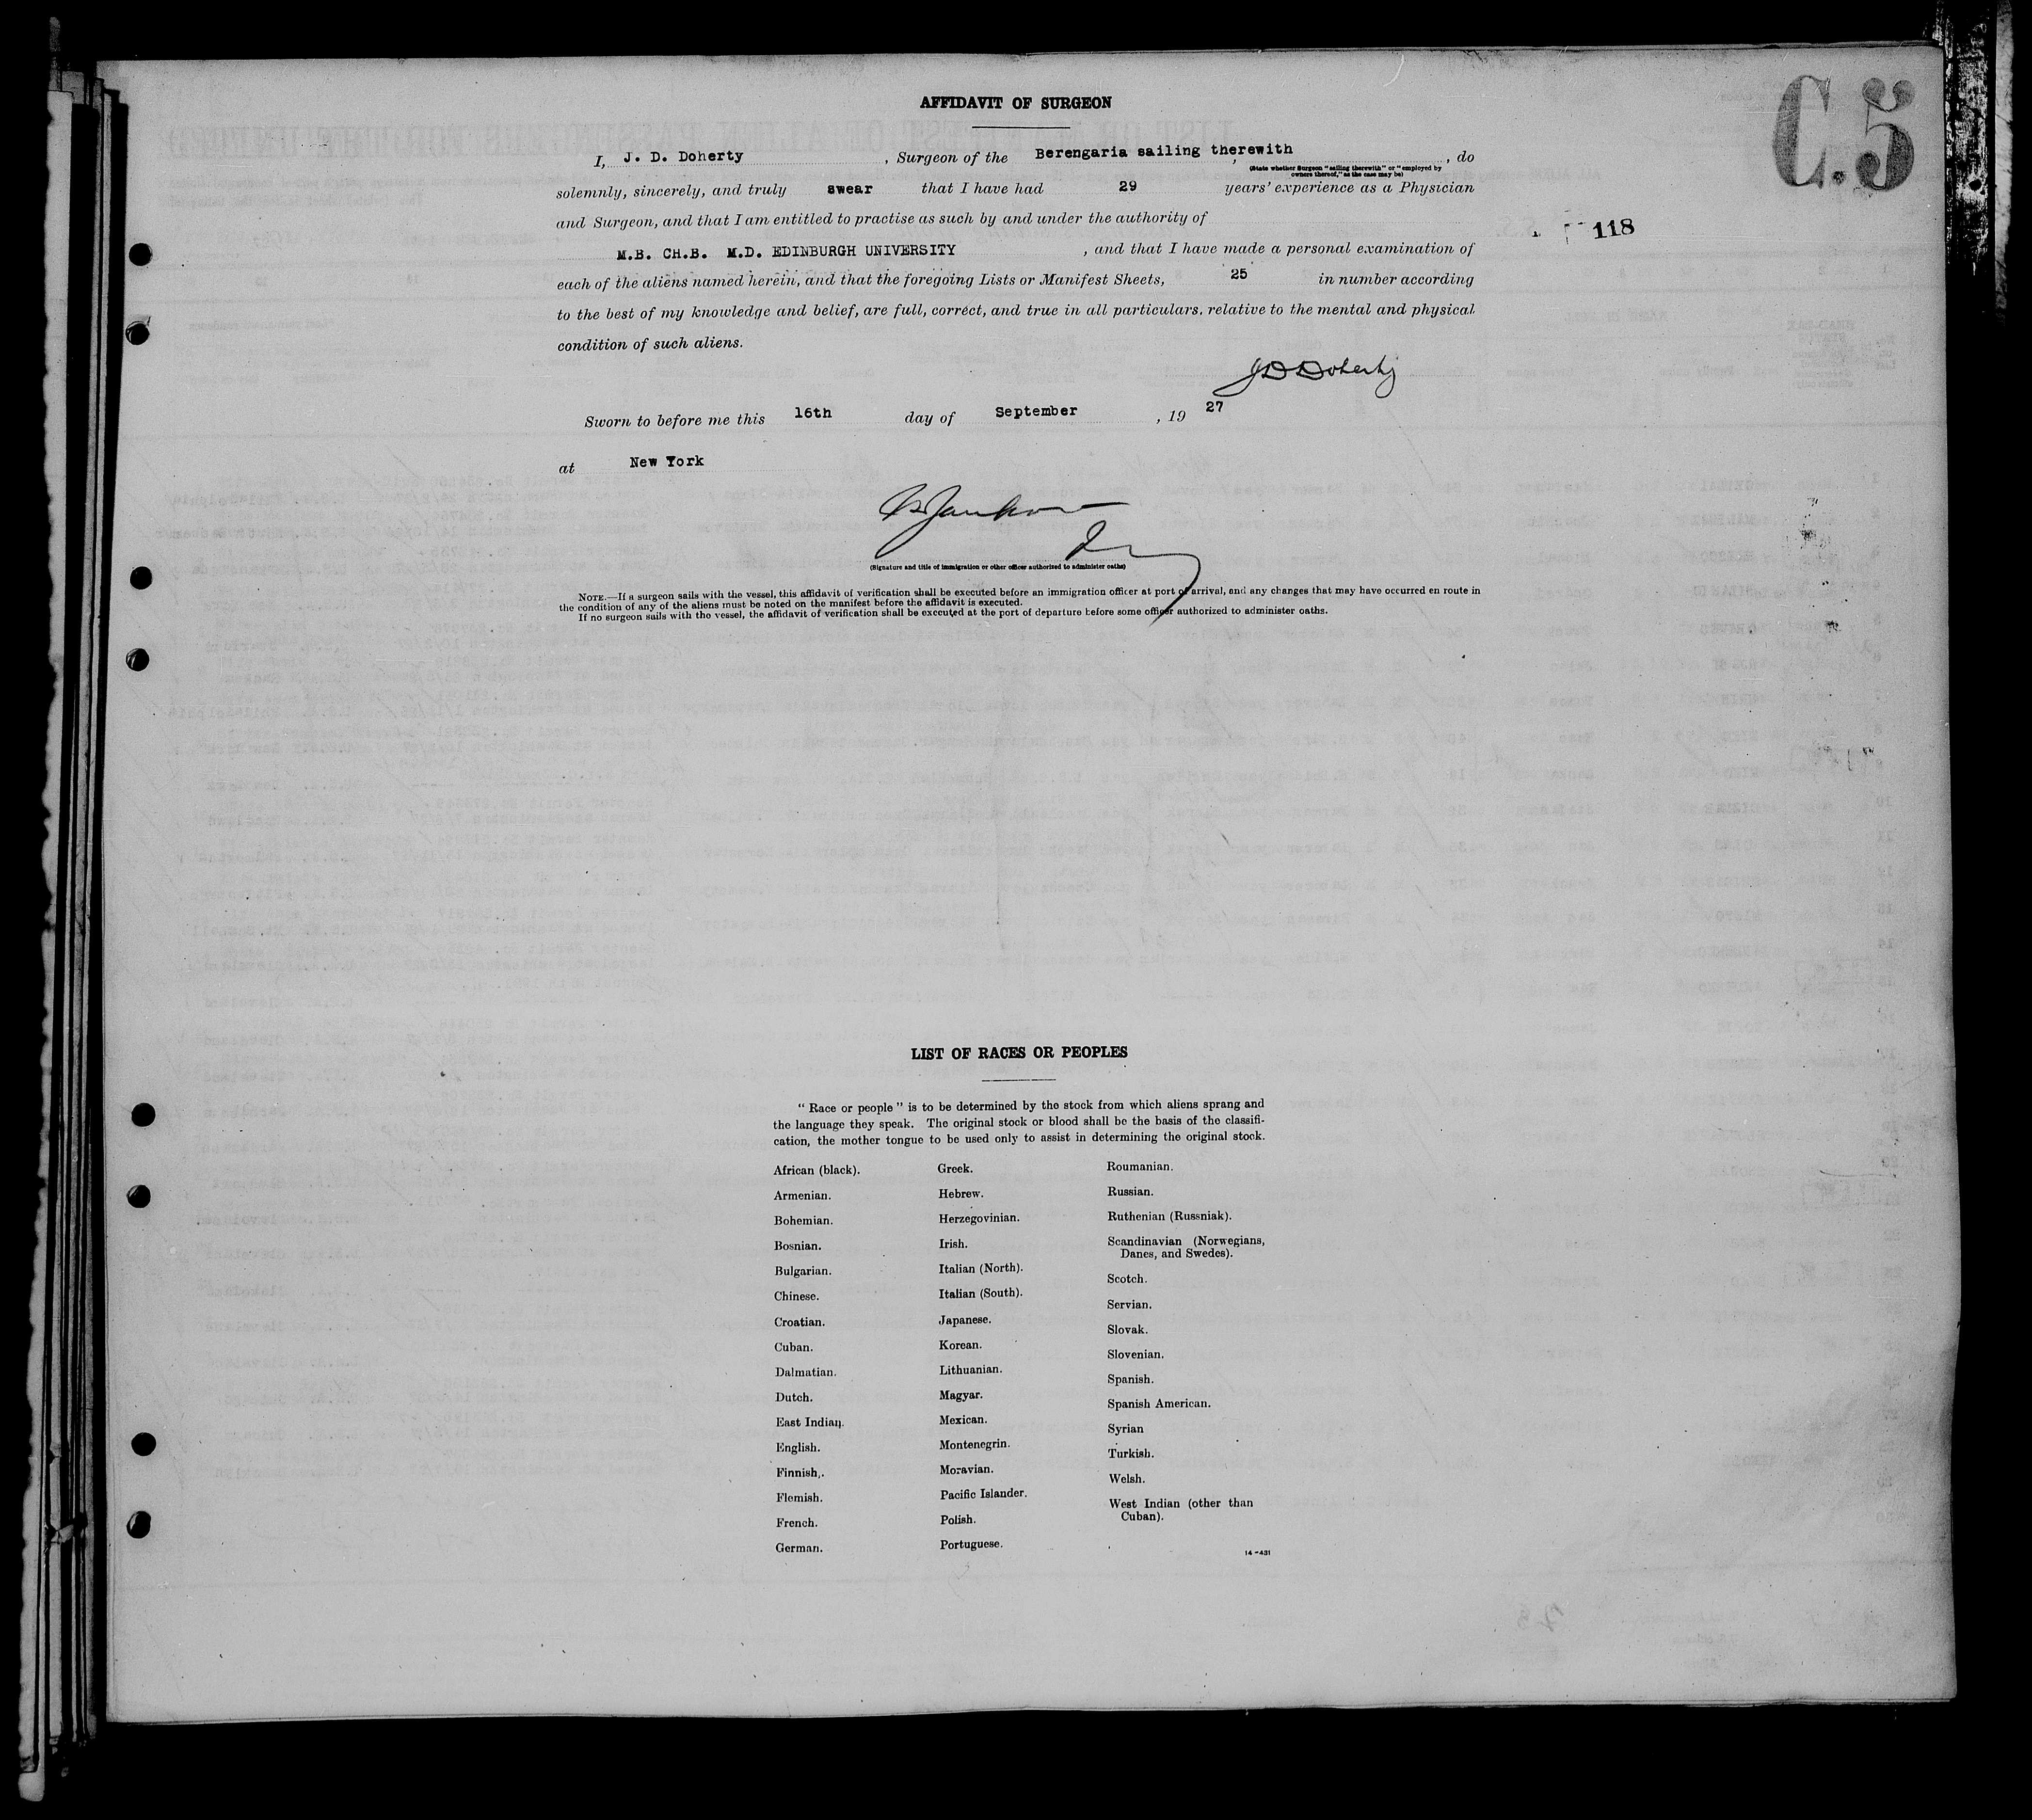 C.5
AFFIDAVIT OF SURGEON
I, J. D. Doherty , Surgeon of the Berengaria sailing therewith , do
(State whether Surgeon "sailing therewith" or "employed by
owners thereof," as the case may be)
solemnly, sincerely, and truly swear that I have had 29 years' experience as a Physician
and Surgeon, and that I am entitled to practise as such by and under the authority of
118
M.B. CH.B. M.D. EDINBURGH UNIVERSITY , and that I have made a personal examination of
each of the aliens named herein, and that the foregoing Lists or Manifest Sheets, 25 in number according
to the best of my knowledge and belief, are full, correct, and true in all particulars, relative to the mental and physical
condition of such aliens.
JDDoherty
Sworn to before me this 16th day of September , 19 27
at New York
(Signature and title of immigration or other officer authorized to administer oaths)
NOTE.—If a surgeon sails with the vessel, this affidavit of verification shall be executed before an immigration officer at port of arrival, and any changes that may have occurred en route in
the condition of any of the aliens must be noted on the manifest before the affidavit is executed.
If no surgeon sails with the vessel, the affidavit of verification shall be executed at the port of departure before some officer authorized to administer oaths.
LIST OF RACES OR PEOPLES
" Race or people " is to be determined by the stock from which aliens sprang and
the language they speak. The original stock or blood shall be the basis of the classifi-
cation, the mother tongue to be used only to assist in determining the original stock.
African (black).
Armenian.
Bohemian.
Bosnian.
Bulgarian.
Chinese.
Croatian.
Cuban.
Dalmatian.
Dutch.
East Indian.
English.
Finnish.
Flemish.
French.
German.
Greek.
Hebrew.
Herzegovinian.
Irish.
Italian (North).
Italian (South).
Japanese.
Korean.
Lithuanian.
Magyar.
Mexican.
Montenegrin.
Moravian.
Pacific Islander.
Polish.
Portuguese.
Roumanian.
Russian.
Ruthenian (Russniak).
Scandinavian (Norwegians,
Danes, and Swedes).
Scotch.
Servian.
Slovak.
Slovenian.
Spanish.
Spanish American.
Syrian
Turkish.
Welsh.
West Indian (other than
Cuban).
14-431